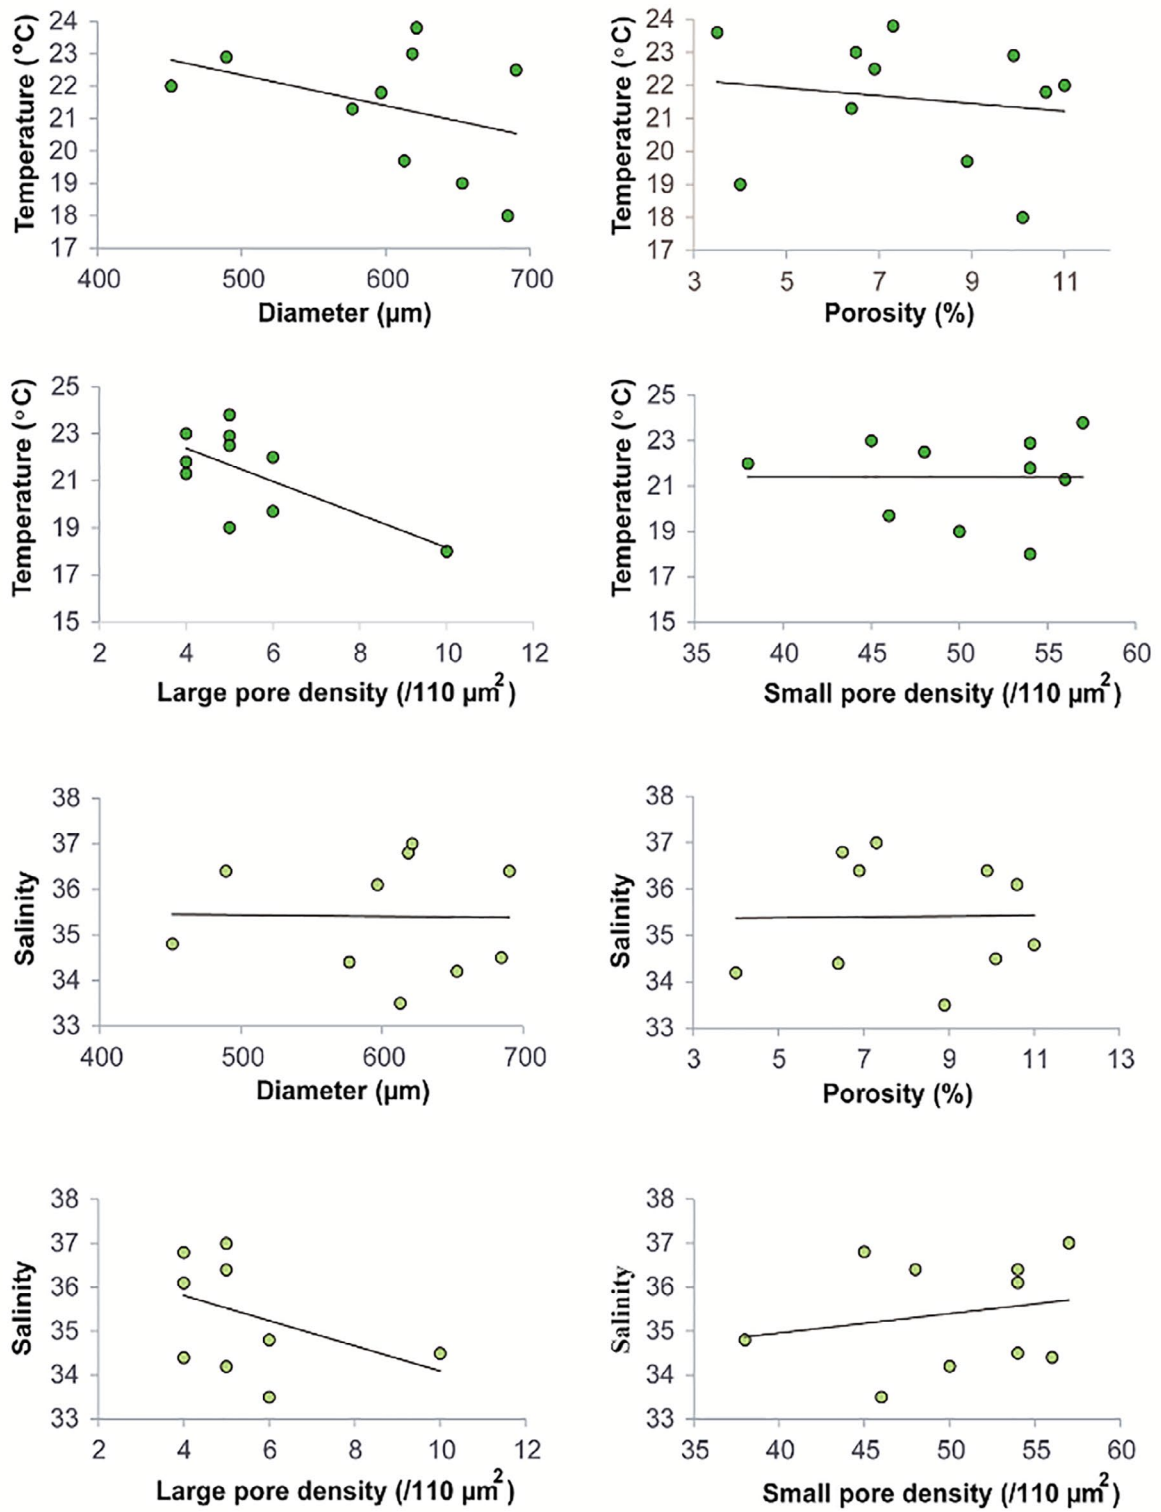 Temperature (°C)
24
23
22
21
20
19
18
17
400 500 600 700
Diameter (µm)
Temperature (°C)
24
23
22
21
20
19
18
17
3 5 7 9 11
Porosity (%)
Temperature (°C)
25
23
21
19
17
15
2 4 6 8 10 12
Large pore density (/110 µm²)
Temperature (°C)
25
23
21
19
17
15
35 40 45 50 55 60
Small pore density (/110 µm²)
Salinity
38
37
36
35
34
33
400 500 600 700
Diameter (µm)
Salinity
38
37
36
35
34
33
3 5 7 9 11 13
Porosity (%)
Salinity
38
37
36
35
34
33
2 4 6 8 10 12
Large pore density (/110 µm²)
Salinity
38
37
36
35
34
33
35 40 45 50 55 60
Small pore density (/110 µm²)